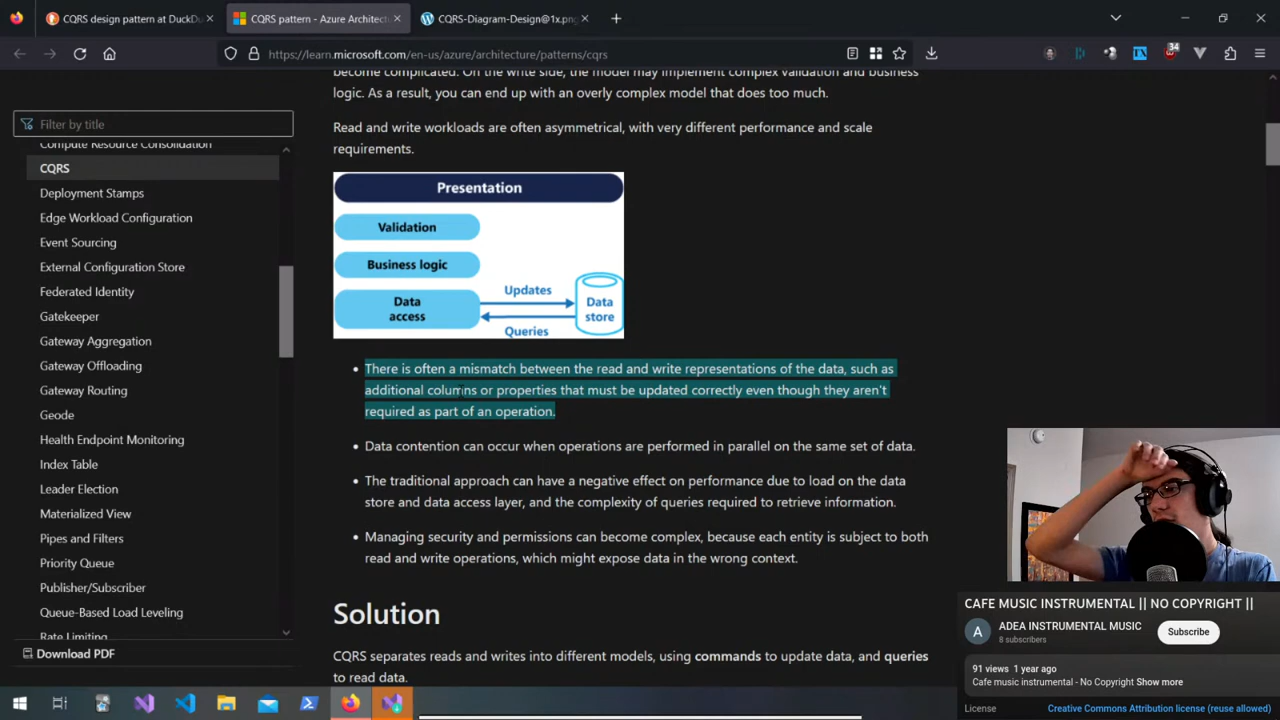 CQRS design pattern at DuckDu
CQRS pattern - Azure Architect
CQRS-Diagram-Design@1x.png
https://learn.microsoft.com/en-us/azure/architecture/patterns/cqrs
34
Filter by title
Compute Resource Consolidation
CQRS
Deployment Stamps
Edge Workload Configuration
Event Sourcing
External Configuration Store
Federated Identity
Gatekeeper
Gateway Aggregation
Gateway Offloading
Gateway Routing
Geode
Health Endpoint Monitoring
Index Table
Leader Election
Materialized View
Pipes and Filters
Priority Queue
Publisher/Subscriber
Queue-Based Load Leveling
Rate Limiting
Download PDF
become complicated. On the write side, the model may implement complex validation and business
logic. As a result, you can end up with an overly complex model that does too much.
Read and write workloads are often asymmetrical, with very different performance and scale
requirements.
Presentation
Validation
Business logic
Data
access
Updates
Queries
Data
store
There is often a mismatch between the read and write representations of the data, such as
additional columns or properties that must be updated correctly even though they aren't
required as part of an operation.
Data contention can occur when operations are performed in parallel on the same set of data.
The traditional approach can have a negative effect on performance due to load on the data
store and data access layer, and the complexity of queries required to retrieve information.
Managing security and permissions can become complex, because each entity is subject to both
read and write operations, which might expose data in the wrong context.
Solution
CQRS separates reads and writes into different models, using commands to update data, and queries
to read data.
CAFE MUSIC INSTRUMENTAL || NO COPYRIGHT ||
A
ADEA INSTRUMENTAL MUSIC
8 subscribers
Subscribe
91 views 1 year ago
Cafe music instrumental - No Copyright Show more
License
Creative Commons Attribution license (reuse allowed)